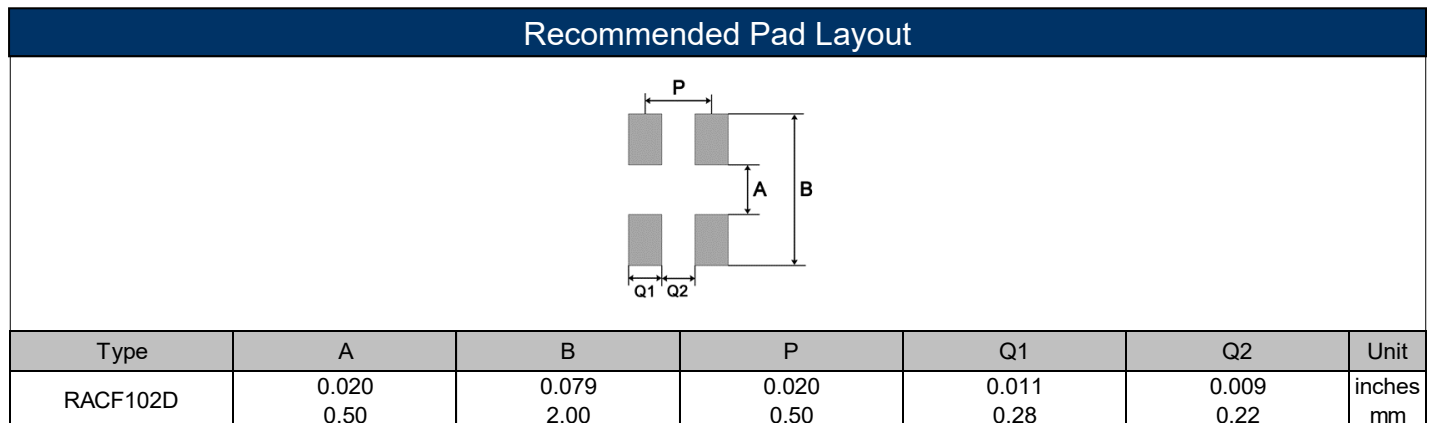 Recommended Pad Layout
P
A
B
Q1 Q2
Type A B P Q1 Q2 Unit
RACF102D 0.020 0.079 0.020 0.011 0.009 inches
0.50 2.00 0.50 0.28 0.22 mm